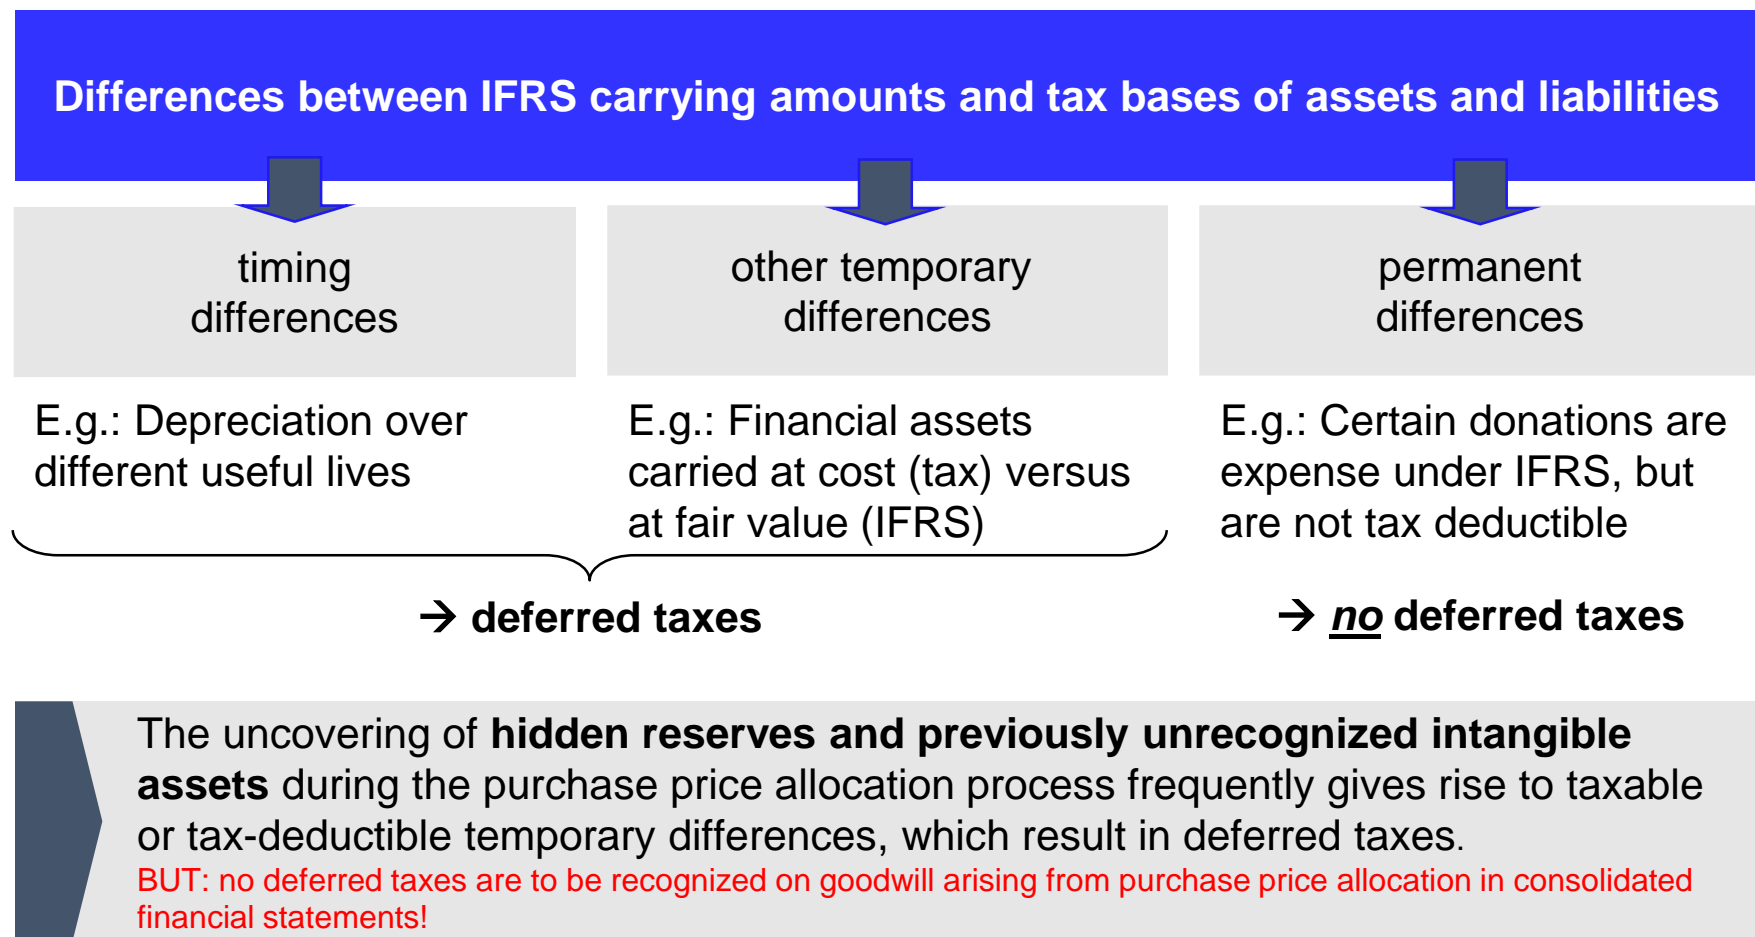 Differences between IFRS carrying amounts and tax bases of assets and liabilities
timing
differences
other temporary
differences
permanent
differences
E.g.: Depreciation over
different useful lives
E.g.: Financial assets
carried at cost (tax) versus
at fair value (IFRS)
E.g.: Certain donations are
expense under IFRS, but
are not tax deductible
→ deferred taxes
→ no deferred taxes
The uncovering of hidden reserves and previously unrecognized intangible
assets during the purchase price allocation process frequently gives rise to taxable
or tax-deductible temporary differences, which result in deferred taxes.
BUT: no deferred taxes are to be recognized on goodwill arising from purchase price allocation in consolidated
financial statements!